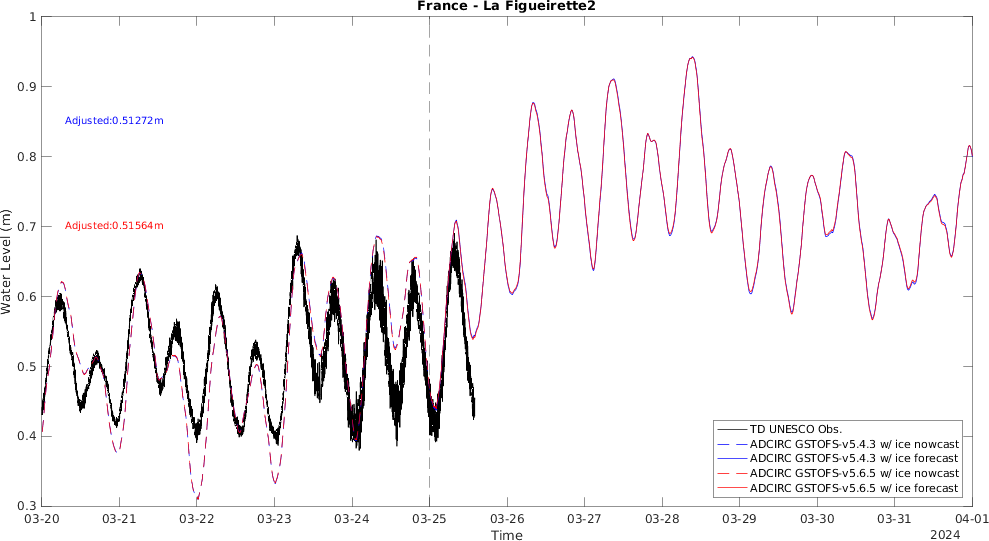 France - La Figueirette2
Water Level (m)
1
0.9
0.8
0.7
0.6
0.5
0.4
0.3
Adjusted:0.51272m
Adjusted:0.51564m
TD UNESCO Obs.
ADCIRC GSTOFS-v5.4.3 w/ ice nowcast
ADCIRC GSTOFS-v5.4.3 w/ ice forecast
ADCIRC GSTOFS-v5.6.5 w/ ice nowcast
ADCIRC GSTOFS-v5.6.5 w/ ice forecast
03-20 03-21 03-22 03-23 03-24 03-25 03-26 03-27 03-28 03-29 03-30 03-31 04-01
Time
2024